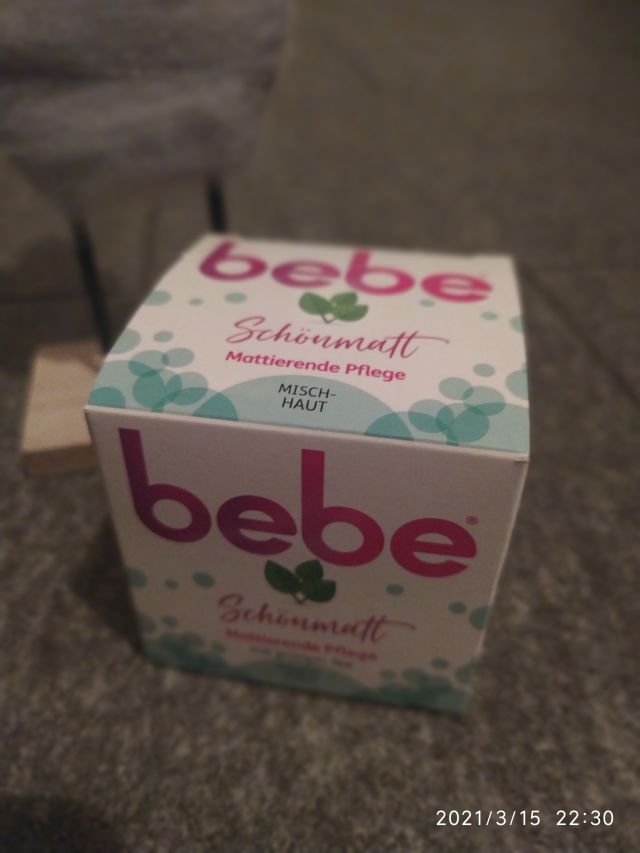 bebe
Schönmatt
Mattierende Pflege
MISCH-
HAUT
bebe®
Schönmatt
Mattierende Pflege
2021/3/15 22:30